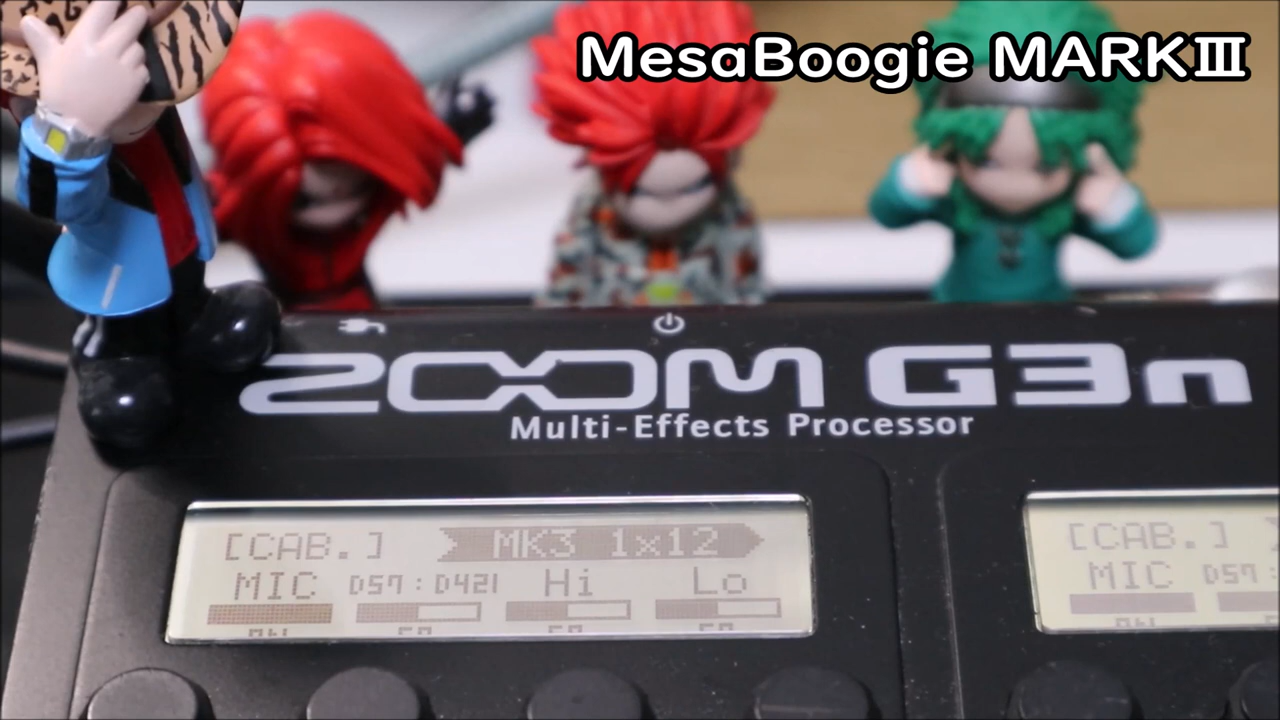 MesaBoogie MARKⅢ
ZOOM G3n
Multi-Effects Processor
[CAB.] MK3 1x12
MIC D57:D421 Hi Lo
[CAB.]
MIC D57: